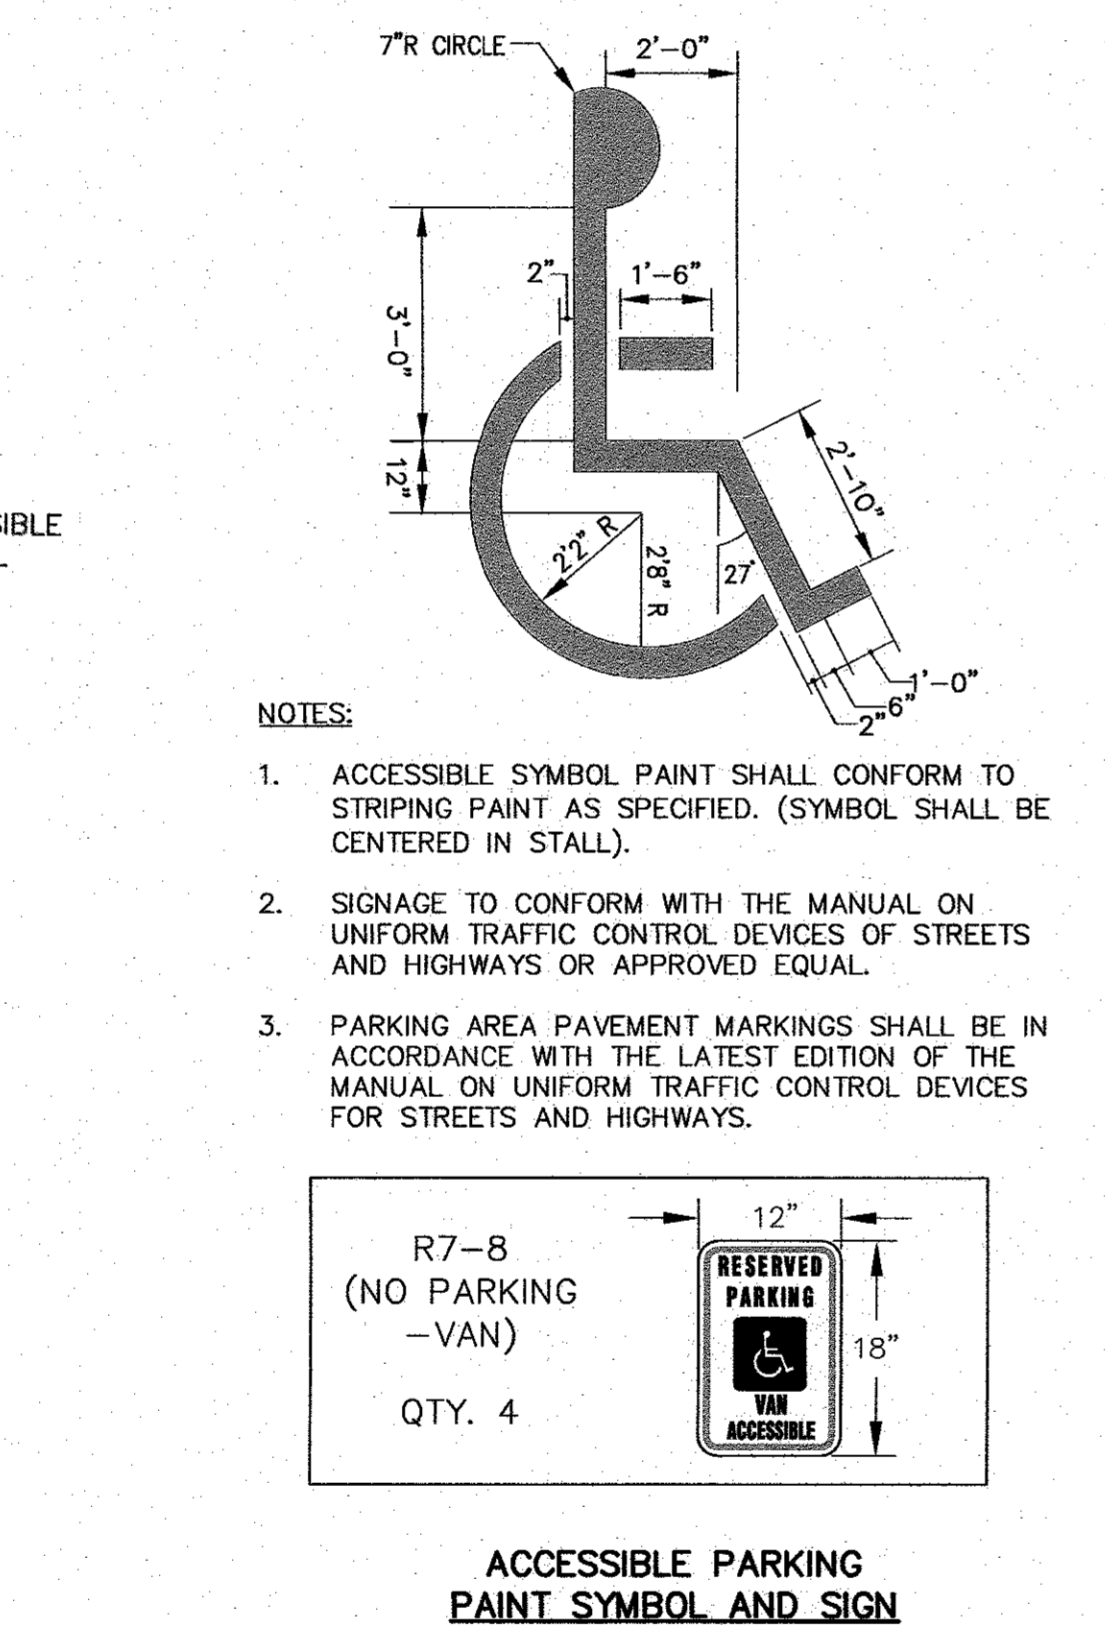 7"R CIRCLE
2'-0"
2"
1'-6"
3'-0"
12"
2'-10"
2'2" R
2'8" R
27°
1'-0"
6"
2"
SIBLE
NOTES:
1. ACCESSIBLE SYMBOL PAINT SHALL CONFORM TO
STRIPING PAINT AS SPECIFIED. (SYMBOL SHALL BE
CENTERED IN STALL).
2. SIGNAGE TO CONFORM WITH THE MANUAL ON
UNIFORM TRAFFIC CONTROL DEVICES OF STREETS
AND HIGHWAYS OR APPROVED EQUAL.
3. PARKING AREA PAVEMENT MARKINGS SHALL BE IN
ACCORDANCE WITH THE LATEST EDITION OF THE
MANUAL ON UNIFORM TRAFFIC CONTROL DEVICES
FOR STREETS AND HIGHWAYS.
R7-8
(NO PARKING
-VAN)
QTY. 4
12"
RESERVED
PARKING
VAN
ACCESSIBLE
18"
ACCESSIBLE PARKING
PAINT SYMBOL AND SIGN